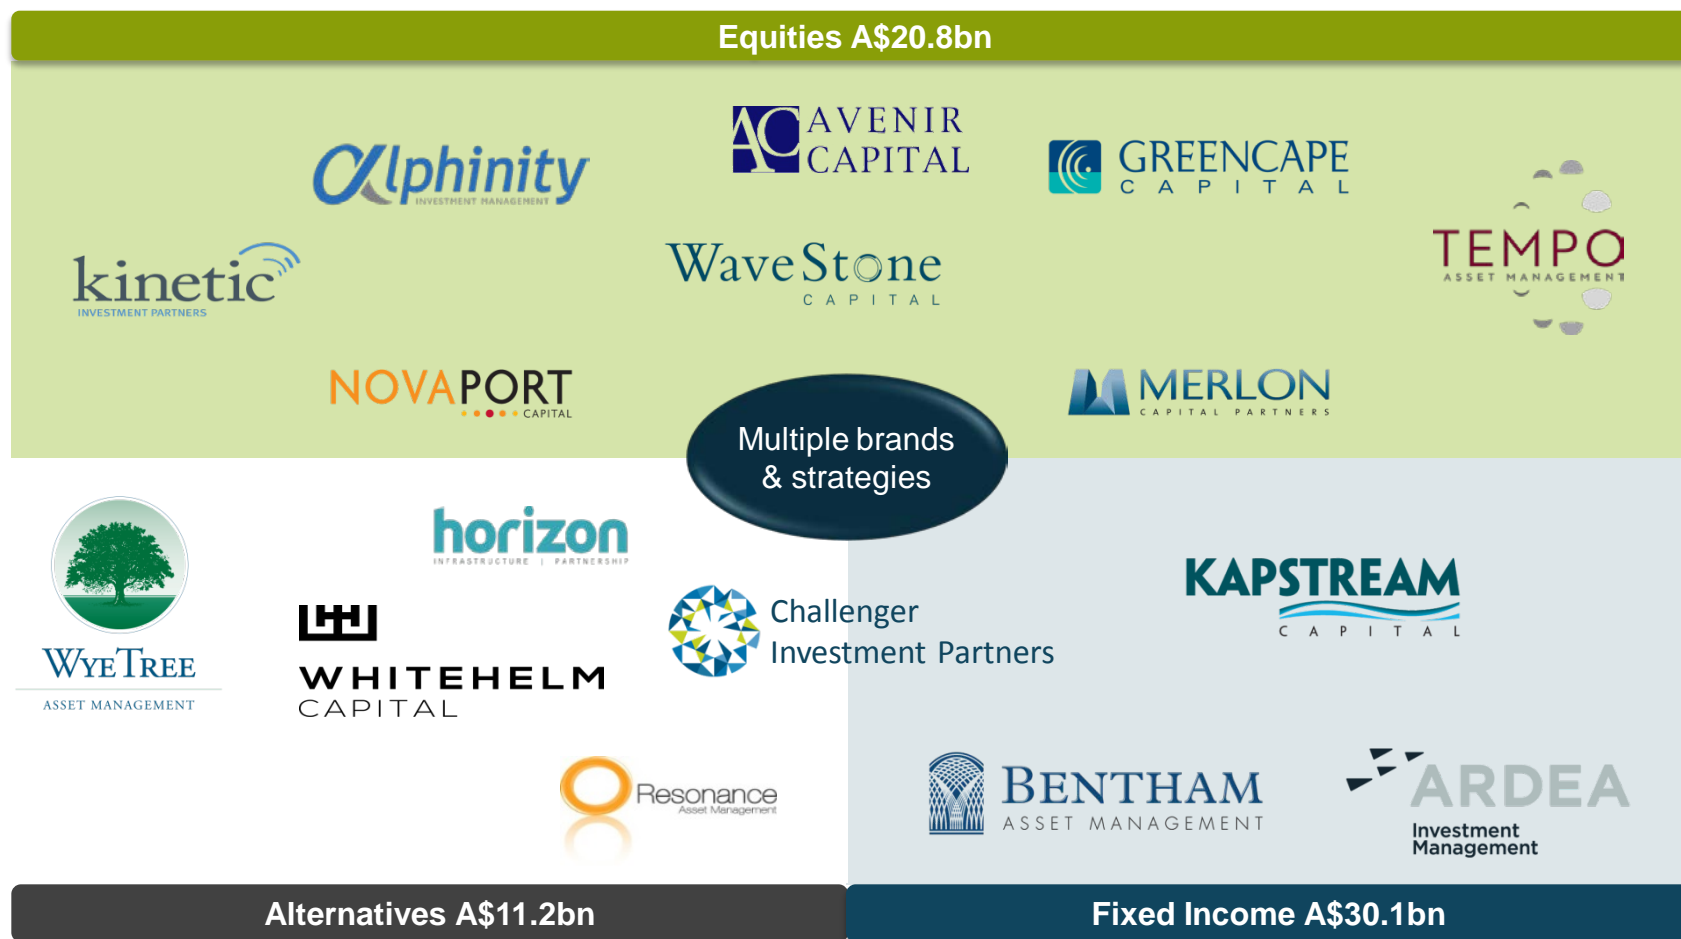 Equities A$20.8bn
AVENIR
CAPITAL
AC
αlphinity
INVESTMENT MANAGEMENT
GREENCAPE
CAPITAL
TEMPO
ASSET MANAGEMENT
kinetic
INVESTMENT PARTNERS
WaveStone
CAPITAL
NOVAPORT
CAPITAL
MERLON
CAPITAL PARTNERS
Multiple brands
& strategies
WYETREE
ASSET MANAGEMENT
horizon
INFRASTRUCTURE | PARTNERSHIP
WHITEHELM
CAPITAL
Challenger
Investment Partners
KAPSTREAM
CAPITAL
Resonance
Asset Management
BENTHAM
ASSET MANAGEMENT
ARDEA
Investment
Management
Alternatives A$11.2bn
Fixed Income A$30.1bn